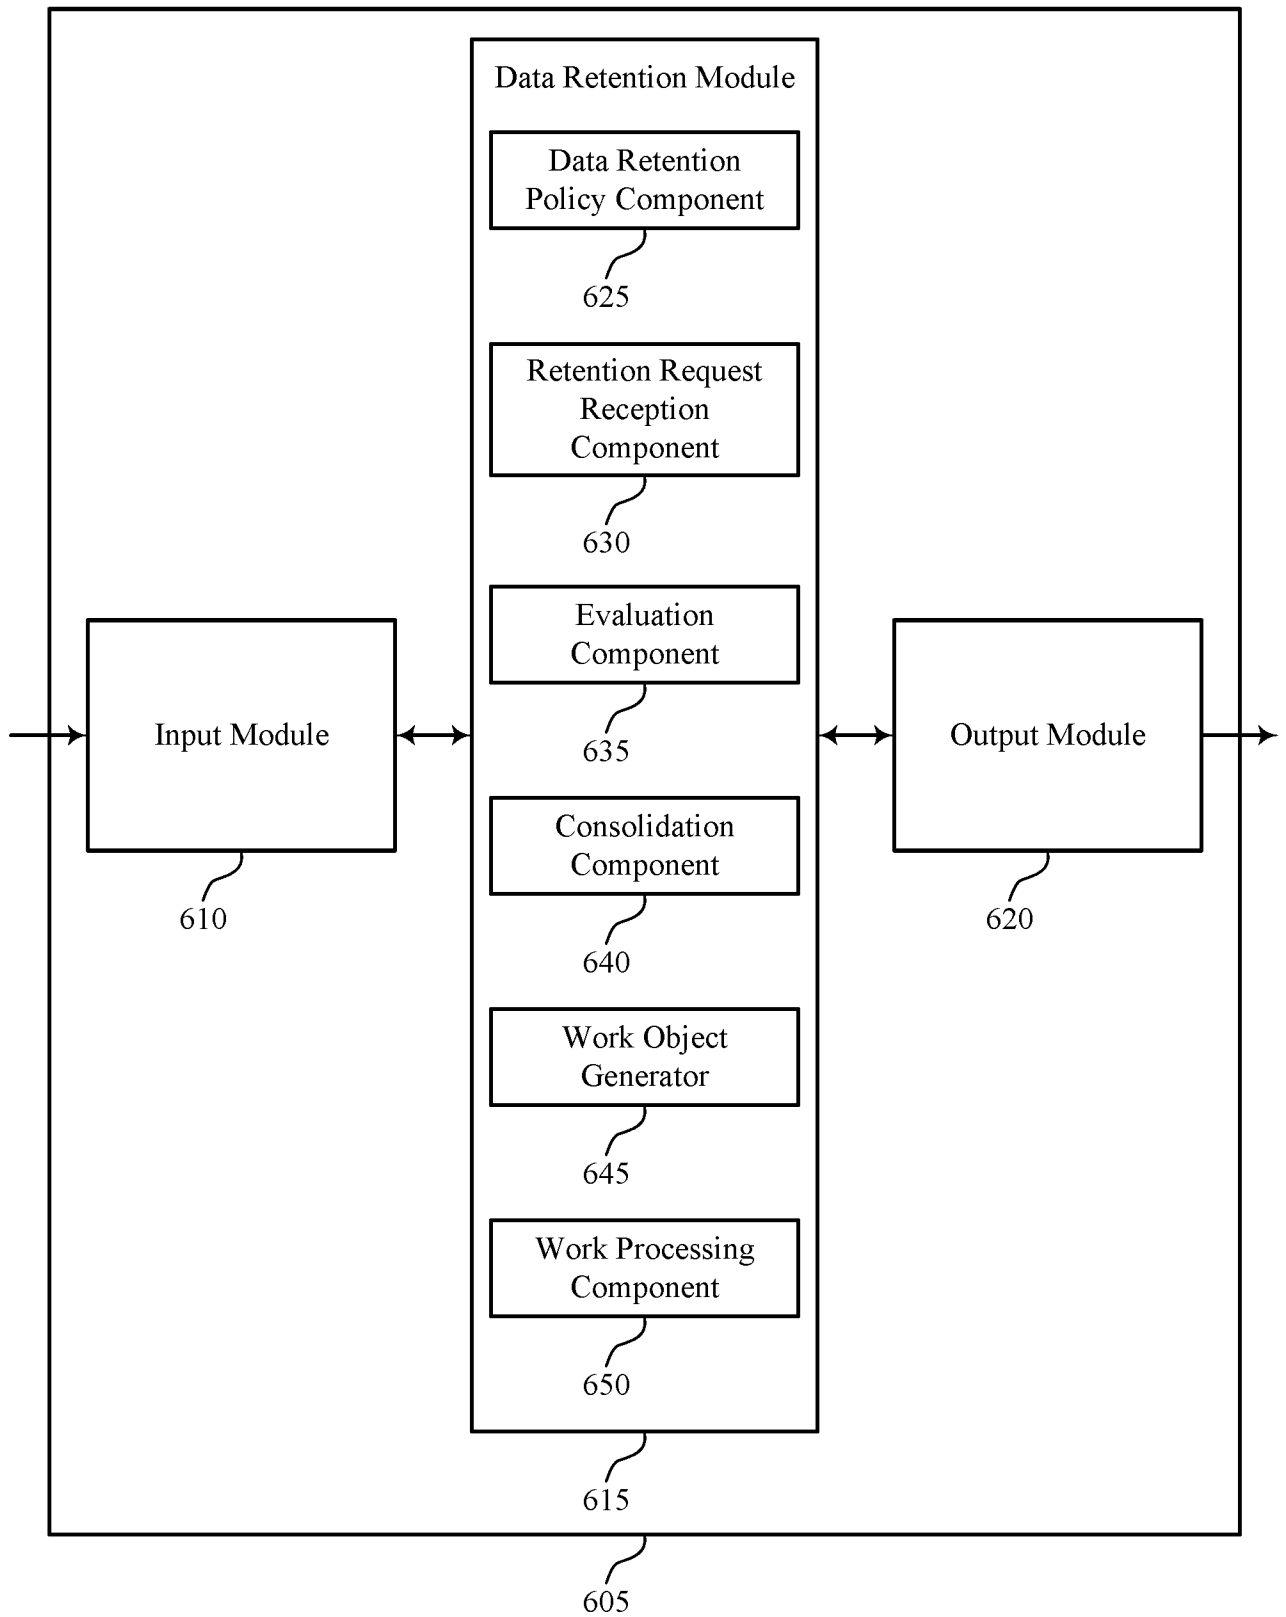 Data Retention Module
Data Retention
Policy Component
625
Retention Request
Reception
Component
630
Evaluation
Component
635
Input Module
610
Output Module
620
Consolidation
Component
640
Work Object
Generator
645
Work Processing
Component
650
615
605